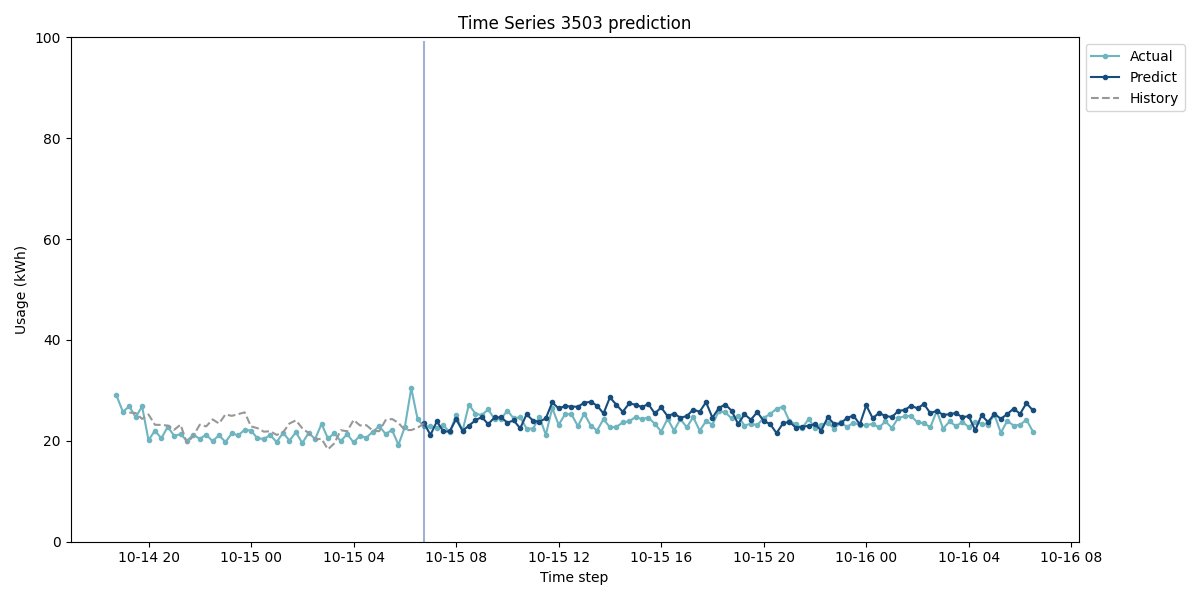 Time Series 3503 prediction
100
80
60
40
20
0
Usage (kWh)
10-14 20
10-15 00
10-15 04
10-15 08
10-15 12
10-15 16
10-15 20
10-16 00
10-16 04
10-16 08
Time step
Actual
Predict
History